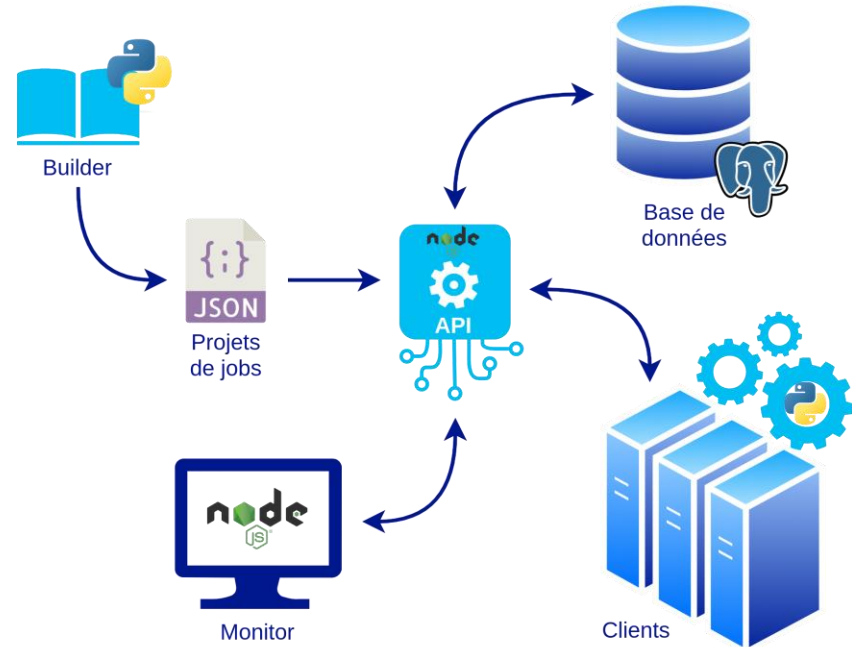 Builder
{;}
JSON
Projets
de jobs
node
API
Base de
données
node
JS
Monitor
Clients